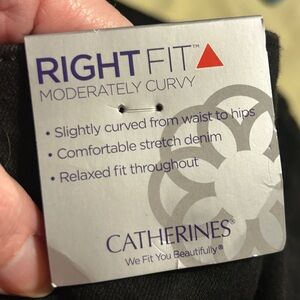 RIGHT FIT™
MODERATELY CURVY
• Slightly curved from waist to hips
• Comfortable stretch denim
• Relaxed fit throughout
CATHERINES®
We Fit You Beautifully®